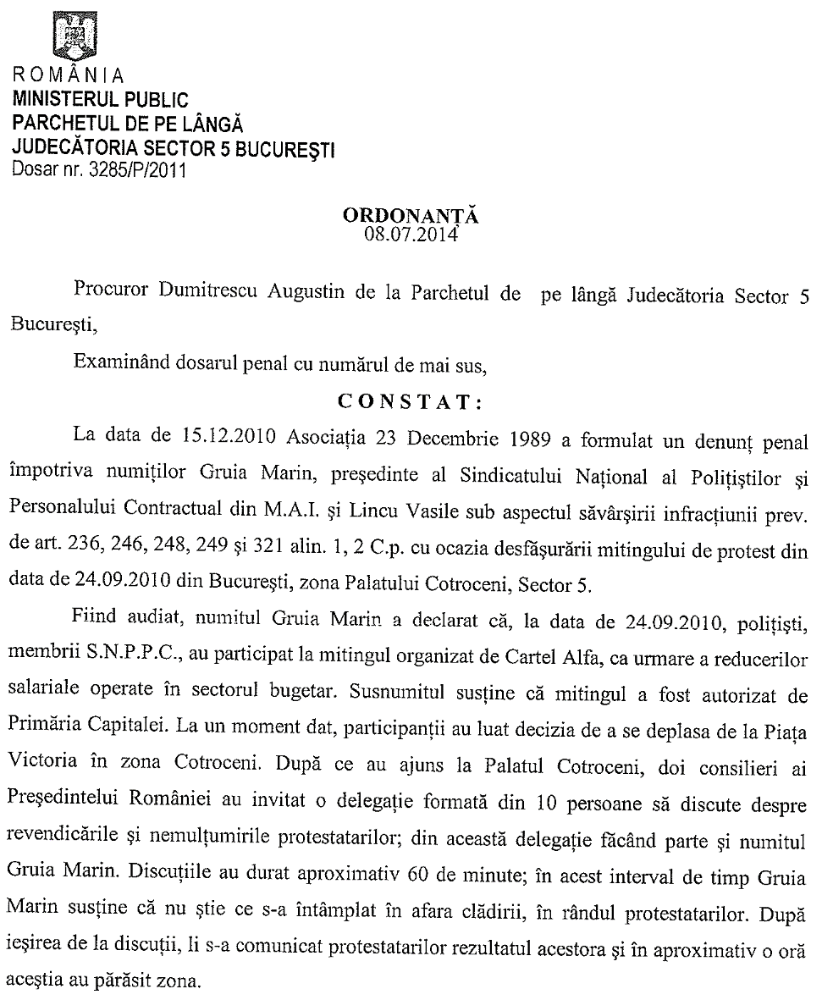 ROMÂNIA
MINISTERUL PUBLIC
PARCHETUL DE PE LÂNGĂ
JUDECĂTORIA SECTOR 5 BUCUREŞTI
Dosar nr. 3285/P/2011
ORDONANŢĂ
08.07.2014
Procuror Dumitrescu Augustin de la Parchetul de pe lângă Judecătoria Sector 5
Bucureşti,
Examinând dosarul penal cu numărul de mai sus,
C O N S T A T :
La data de 15.12.2010 Asociaţia 23 Decembrie 1989 a formulat un denunţ penal
împotriva numiţilor Gruia Marin, preşedinte al Sindicatului Naţional al Poliţiştilor şi
Personalului Contractual din M.A.I. şi Lincu Vasile sub aspectul săvârşirii infracţiunii prev.
de art. 236, 246, 248, 249 şi 321 alin. 1, 2 C.p. cu ocazia desfăşurării mitingului de protest din
data de 24.09.2010 din Bucureşti, zona Palatului Cotroceni, Sector 5.
Fiind audiat, numitul Gruia Marin a declarat că, la data de 24.09.2010, poliţişti,
membrii S.N.P.P.C., au participat la mitingul organizat de Cartel Alfa, ca urmare a reducerilor
salariale operate în sectorul bugetar. Susnumitul susţine că mitingul a fost autorizat de
Primăria Capitalei. La un moment dat, participanţii au luat decizia de a se deplasa de la Piaţa
Victoria în zona Cotroceni. După ce au ajuns la Palatul Cotroceni, doi consilieri ai
Preşedintelui României au invitat o delegaţie formată din 10 persoane să discute despre
revendicările şi nemulţumirile protestatarilor; din această delegaţie făcând parte şi numitul
Gruia Marin. Discuţiile au durat aproximativ 60 de minute; în acest interval de timp Gruia
Marin susţine că nu ştie ce s-a întâmplat în afara clădirii, în rândul protestatarilor. După
ieşirea de la discuţii, li s-a comunicat protestatarilor rezultatul acestora şi în aproximativ o oră
aceştia au părăsit zona.